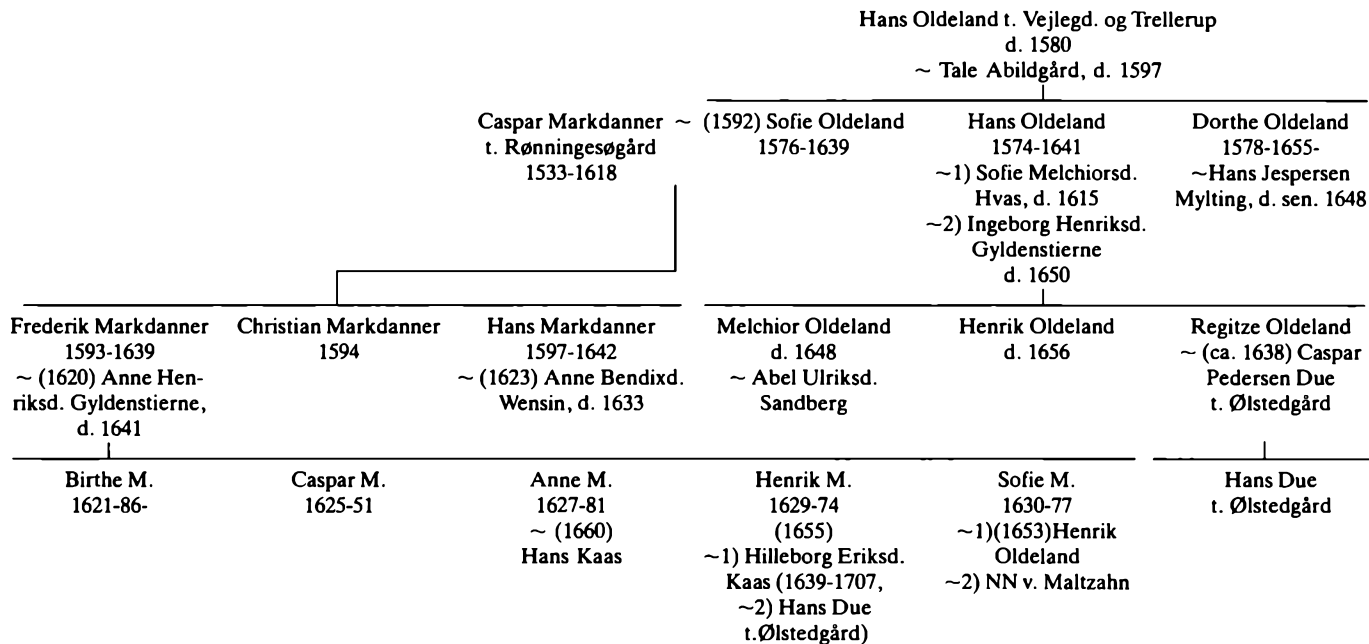 Hans Oldeland t. Vejlegd. og Trellerup
d. 1580
~ Tale Abildgård, d. 1597
Caspar Markdanner ~
t. Rønningesøgård
1533-1618
(1592) Sofie Oldeland
1576-1639
Hans Oldeland
1574-1641
~1) Sofie Melchiorsd.
Hvas, d. 1615
~2) Ingeborg Henriksd.
Gyldenstierne
d. 1650
Dorthe Oldeland
1578-1655-
~Hans Jespersen
Mylting, d. sen. 1648
Frederik Markdanner
1593-1639
~ (1620) Anne Hen-
riksd. Gyldenstierne,
d. 1641
Christian Markdanner
1594
Hans Markdanner
1597-1642
~ (1623) Anne Bendixd.
Wensin, d. 1633
Melchior Oldeland
d. 1648
~ Abel Ulriksd.
Sandberg
Henrik Oldeland
d. 1656
Regitze Oldeland
~ (ca. 1638) Caspar
Pedersen Due
t. Ølstedgård
Birthe M.
1621-86-
Caspar M.
1625-51
Anne M.
1627-81
~ (1660)
Hans Kaas
Henrik M.
1629-74
(1655)
~1) Hilleborg Eriksd.
Kaas (1639-1707,
~2) Hans Due
t.Ølstedgård)
Sofie M.
1630-77
~1)(1653)Henrik
Oldeland
~2) NN v. Maltzahn
Hans Due
t. Ølstedgård